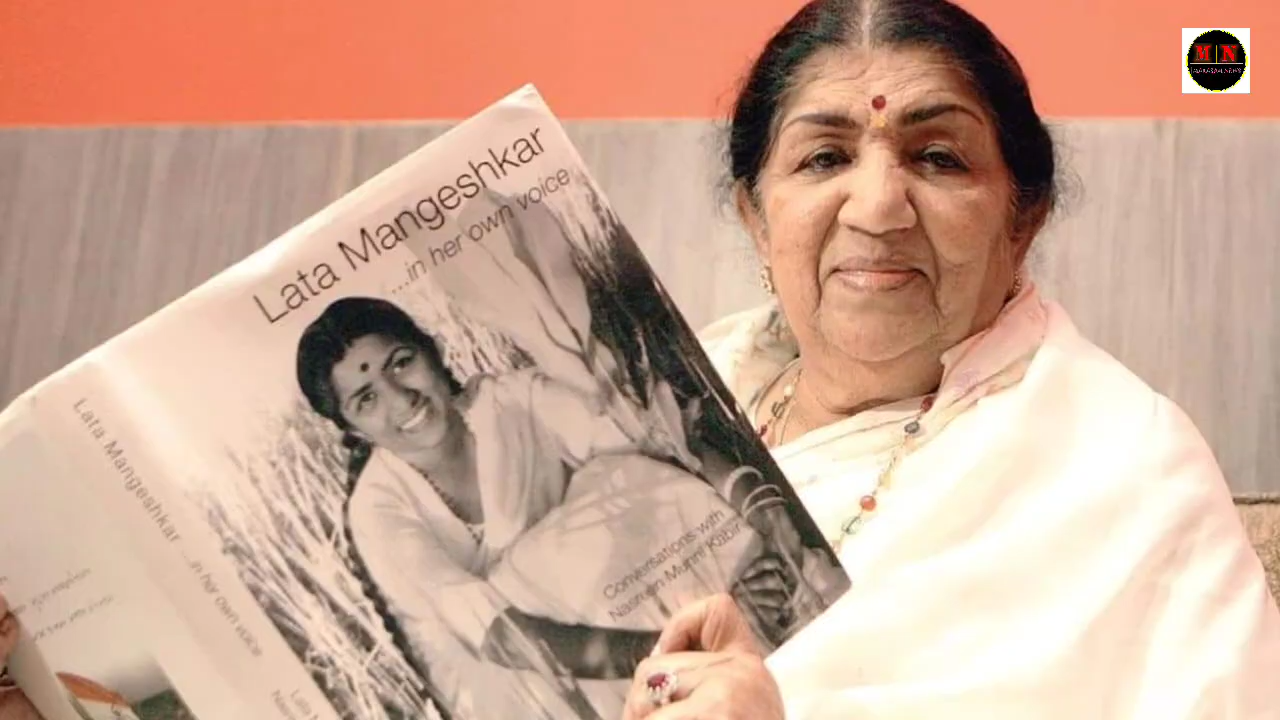 Lata Mangeshkar
...in her own voice
Conversations with
Nasreen Munni Kabir
Lata Mangeshkar ...in her own voice
M N